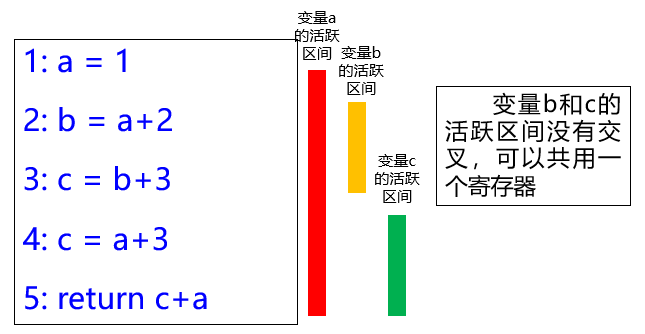 1: a = 1
2: b = a+2
3: c = b+3
4: c = a+3
5: return c+a
变量a
的活跃
区间
变量b
的活跃
区间
变量c
的活跃
区间
变量b和c的
活跃区间没有交
叉，可以共用一
个寄存器